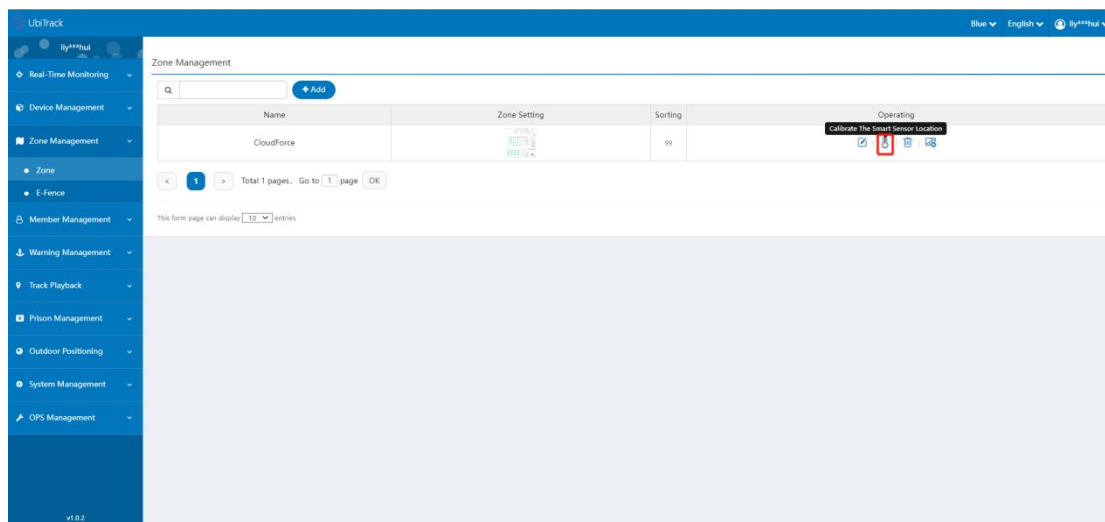 UbiTrack
Blue English liy***hui
liy***hui
Real-Time Monitoring
Device Management
Zone Management
Zone
E-Fence
Member Management
Warning Management
Track Playback
Prison Management
Outdoor Positioning
System Management
OPS Management
v1.0.2
Zone Management
+ Add
Name Zone Setting Sorting Operating
Calibrate The Smart Sensor Location
CloudForce 99
< 1 > Total 1 pages. Go to 1 page OK
This form page can display 10 entries